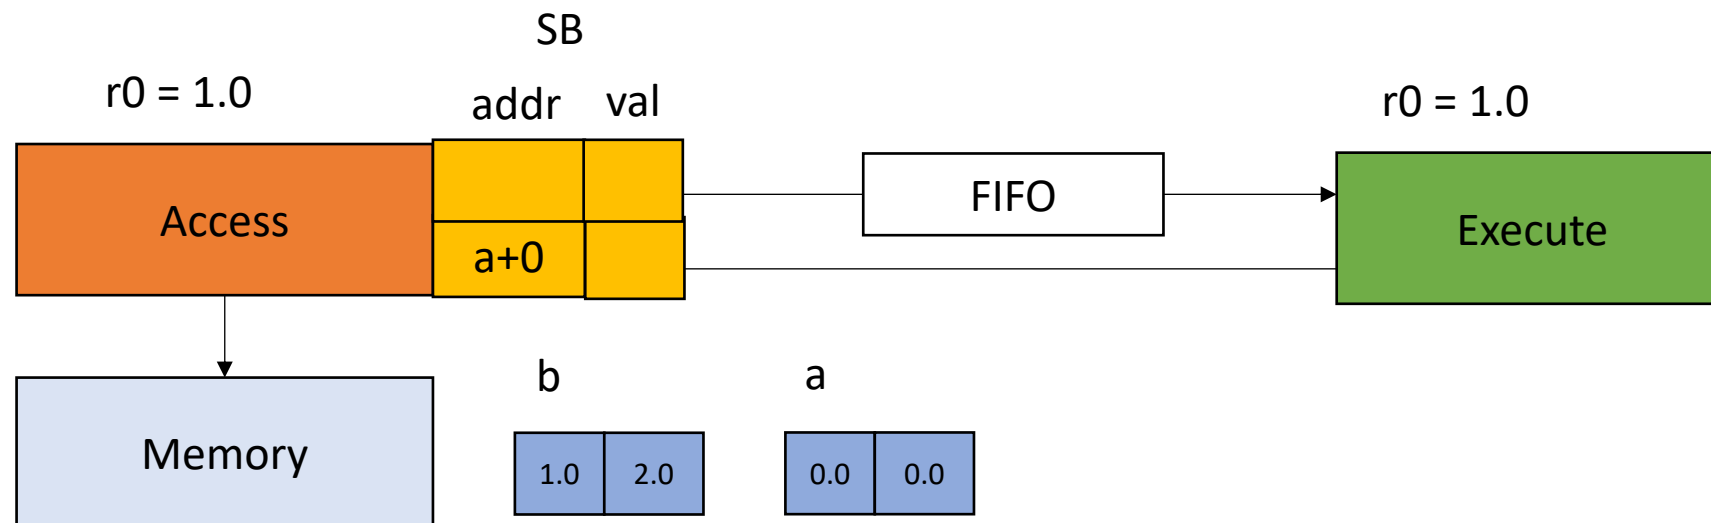 SB
r0 = 1.0
addr val
r0 = 1.0
Access
a+0
FIFO
Execute
Memory
b
a
1.0 2.0
0.0 0.0